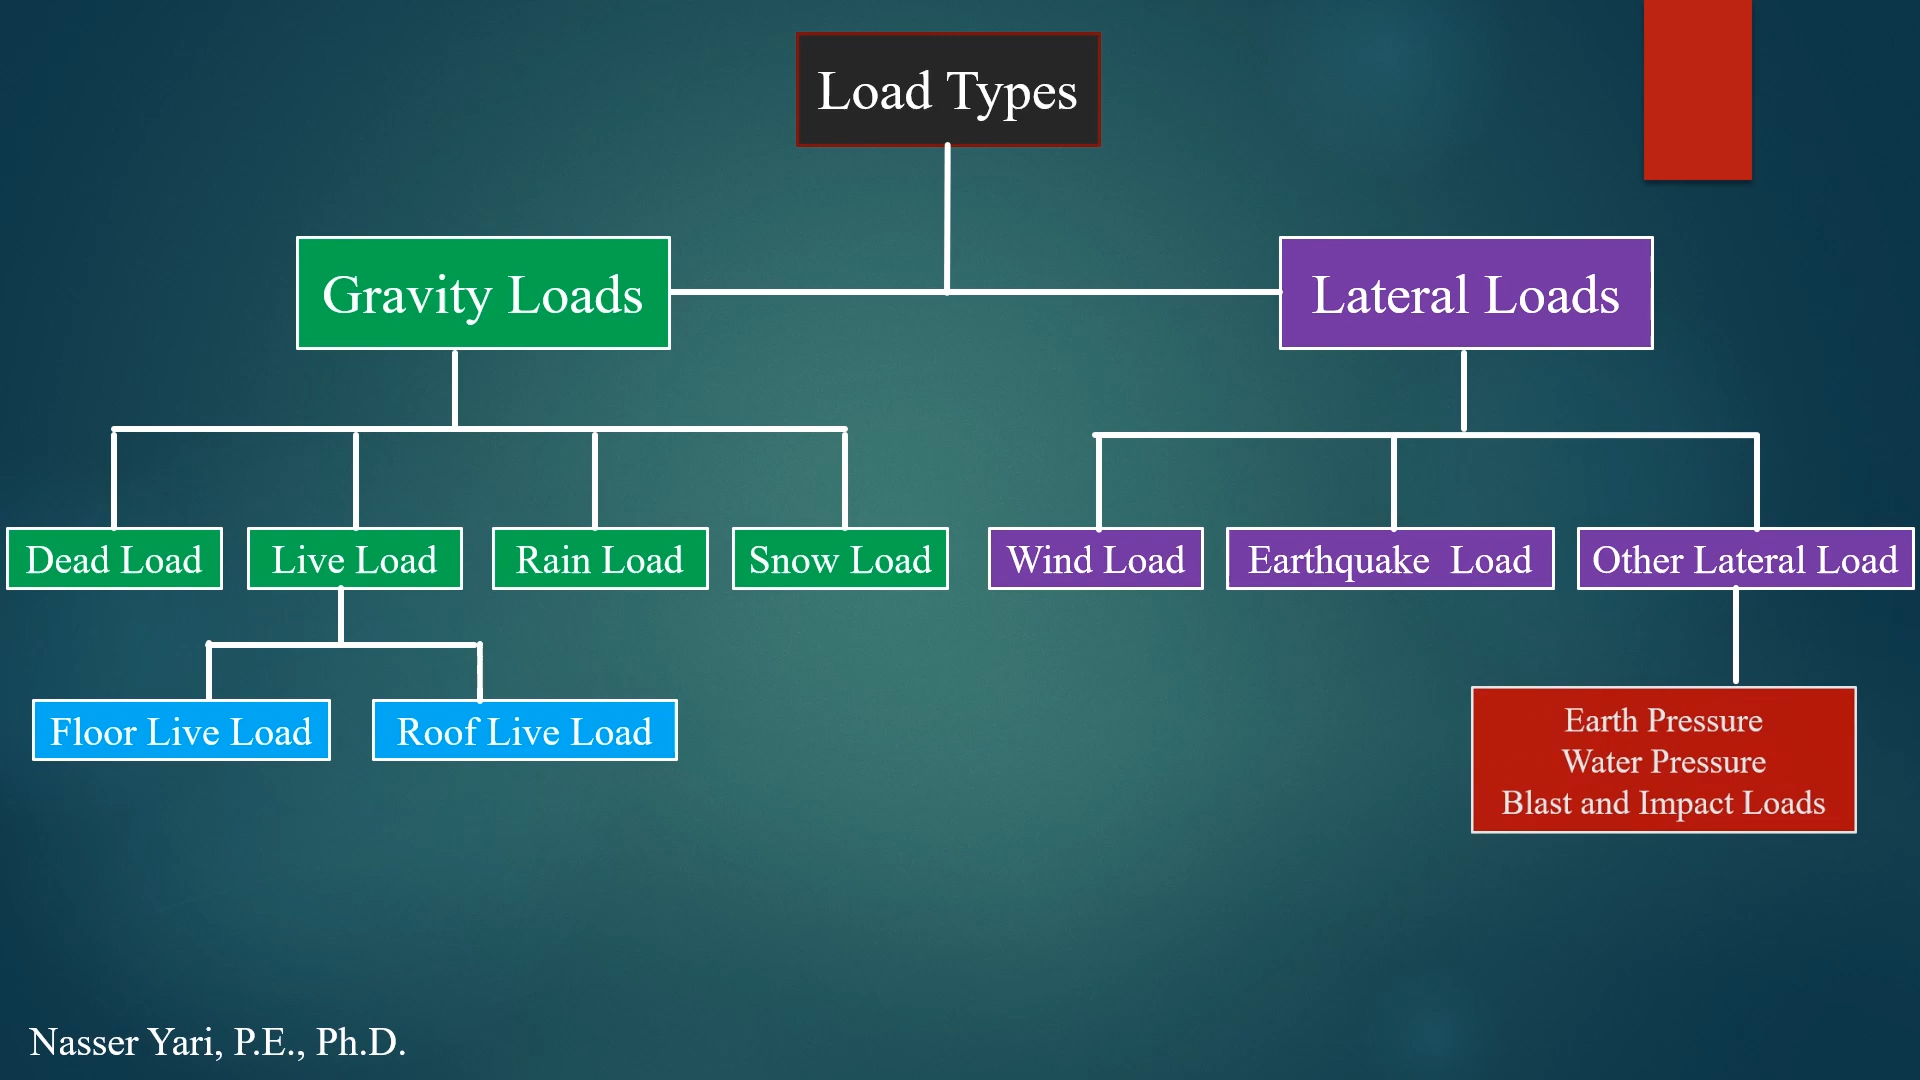 Load Types
Gravity Loads
Lateral Loads
Dead Load
Live Load
Rain Load
Snow Load
Wind Load
Earthquake  Load
Other Lateral Load
Floor Live Load
Roof Live Load
Earth Pressure
Water Pressure
Blast and Impact Loads
Nasser Yari, P.E., Ph.D.